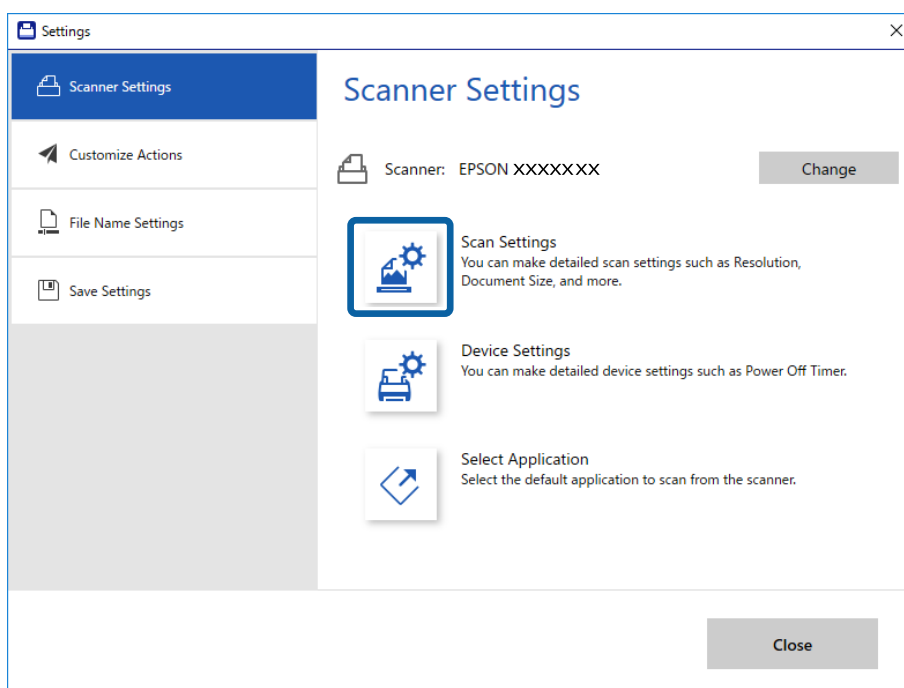 Settings
Scanner Settings
Customize Actions
File Name Settings
Save Settings
Scanner Settings
Scanner: EPSON XXXXXXX
Change
Scan Settings
You can make detailed scan settings such as Resolution,
Document Size, and more.
Device Settings
You can make detailed device settings such as Power Off Timer.
Select Application
Select the default application to scan from the scanner.
Close